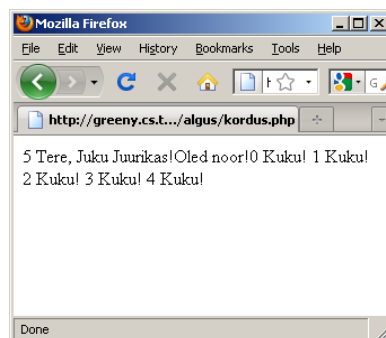 Mozilla Firefox
File Edit View History Bookmarks Tools Help
http://greeny.cs.t.../algus/kordus.php
5 Tere, Juku Juurikas!Oled noor!0 Kuku! 1 Kuku!
2 Kuku! 3 Kuku! 4 Kuku!
Done